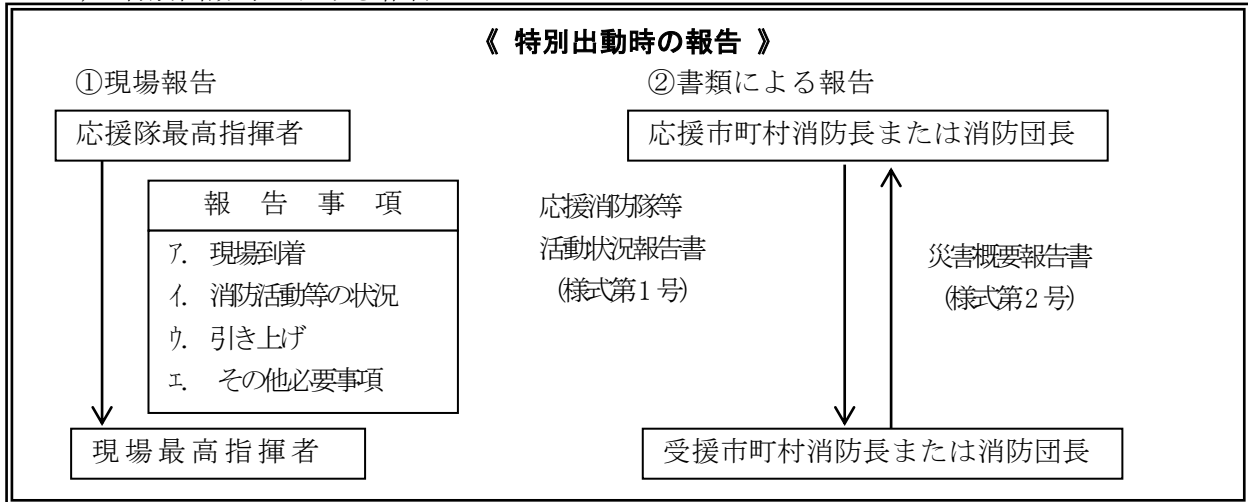 《 特別出動時の報告 》
①現場報告
応援隊最高指揮者
報 告 事 項
ｱ. 現場到着
ｲ. 消防活動等の状況
ｳ. 引き上げ
ｴ. その他必要事項
現場最高指揮者
②書類による報告
応援市町村消防長または消防団長
応援消防隊等
活動状況報告書
(様式第１号)
災害概要報告書
(様式第２号)
受援市町村消防長または消防団長